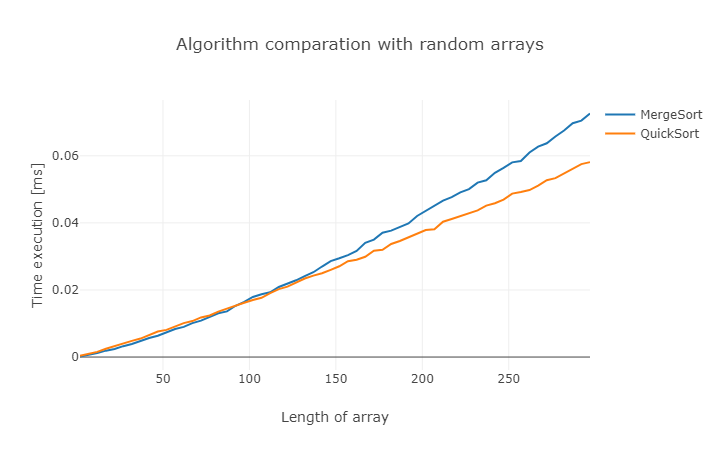 Algorithm comparation with random arrays
MergeSort
QuickSort
Time execution [ms]
0.06
0.04
0.02
0
50
100
150
200
250
Length of array